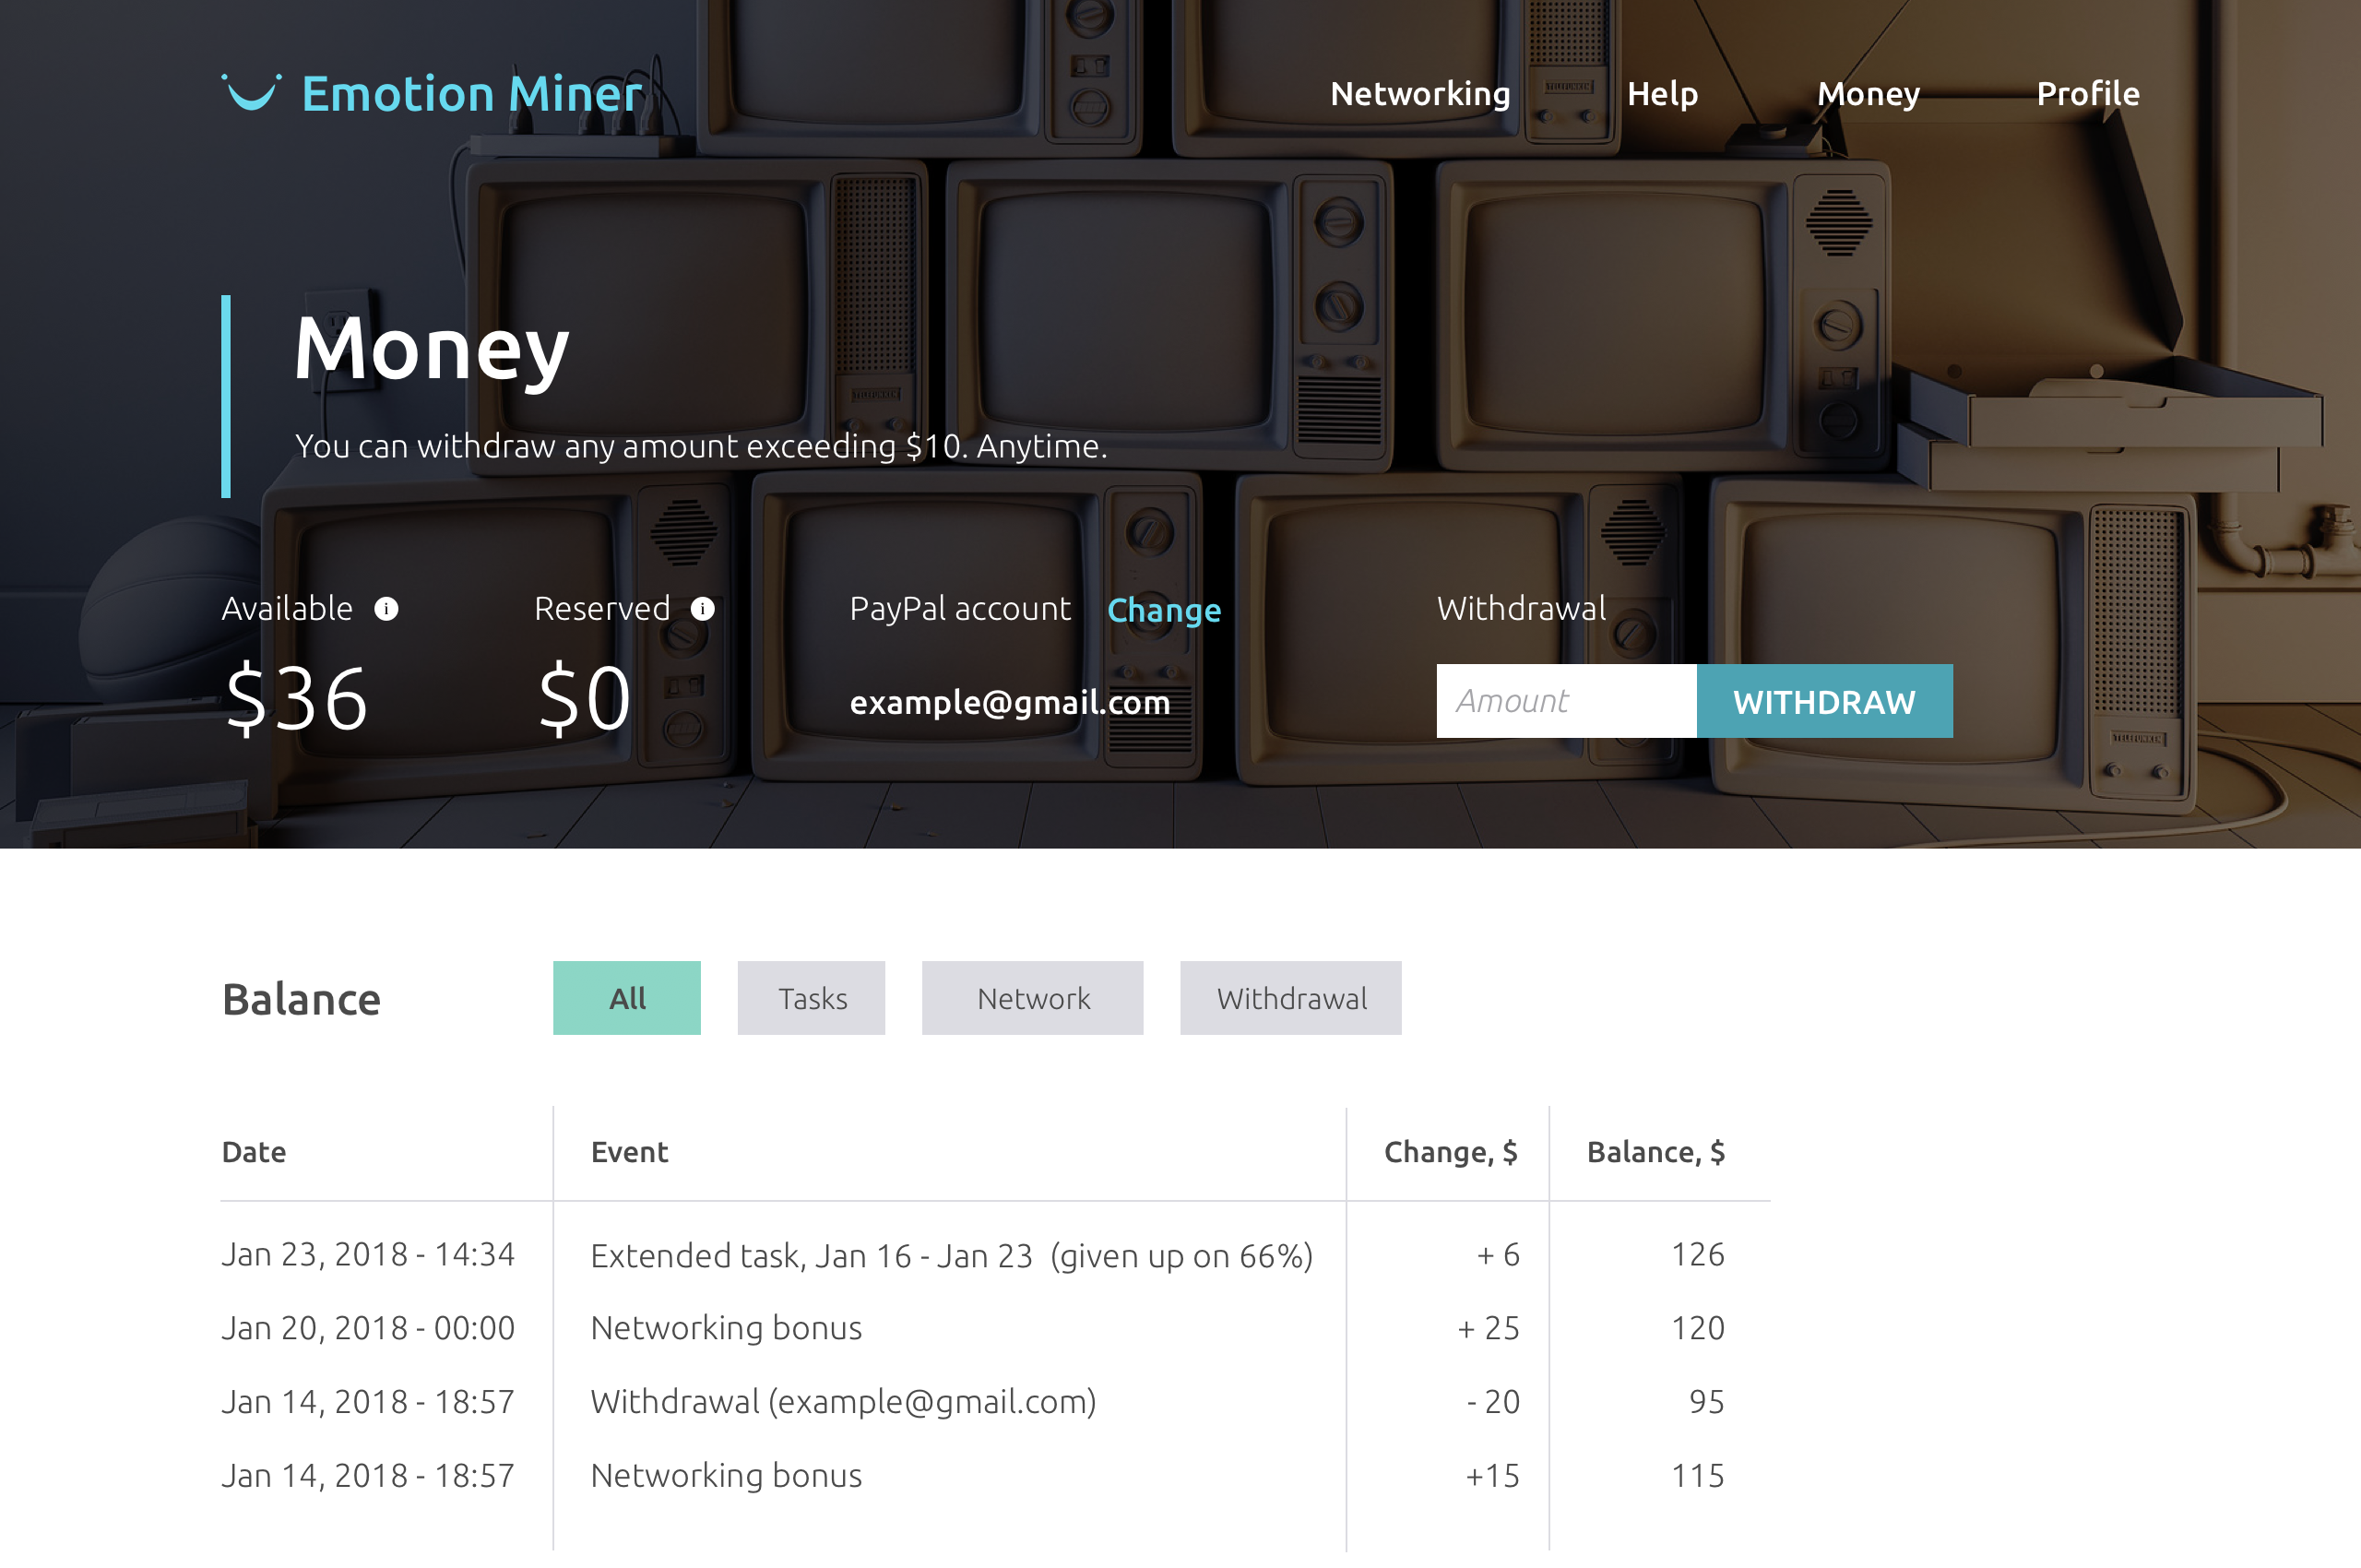 Emotion Miner
Networking Help Money Profile
Money
You can withdraw any amount exceeding $10. Anytime.
Available i Reserved i PayPal account Change Withdrawal
$36 $0 example@gmail.com Amount WITHDRAW
TELEFUNKEN
TELEFUNKEN
TELEFUNKEN
Balance All Tasks Network Withdrawal
Date Event Change, $ Balance, $
Jan 23, 2018 - 14:34 Extended task, Jan 16 - Jan 23 (given up on 66%) + 6 126
Jan 20, 2018 - 00:00 Networking bonus + 25 120
Jan 14, 2018 - 18:57 Withdrawal (example@gmail.com) - 20 95
Jan 14, 2018 - 18:57 Networking bonus +15 115